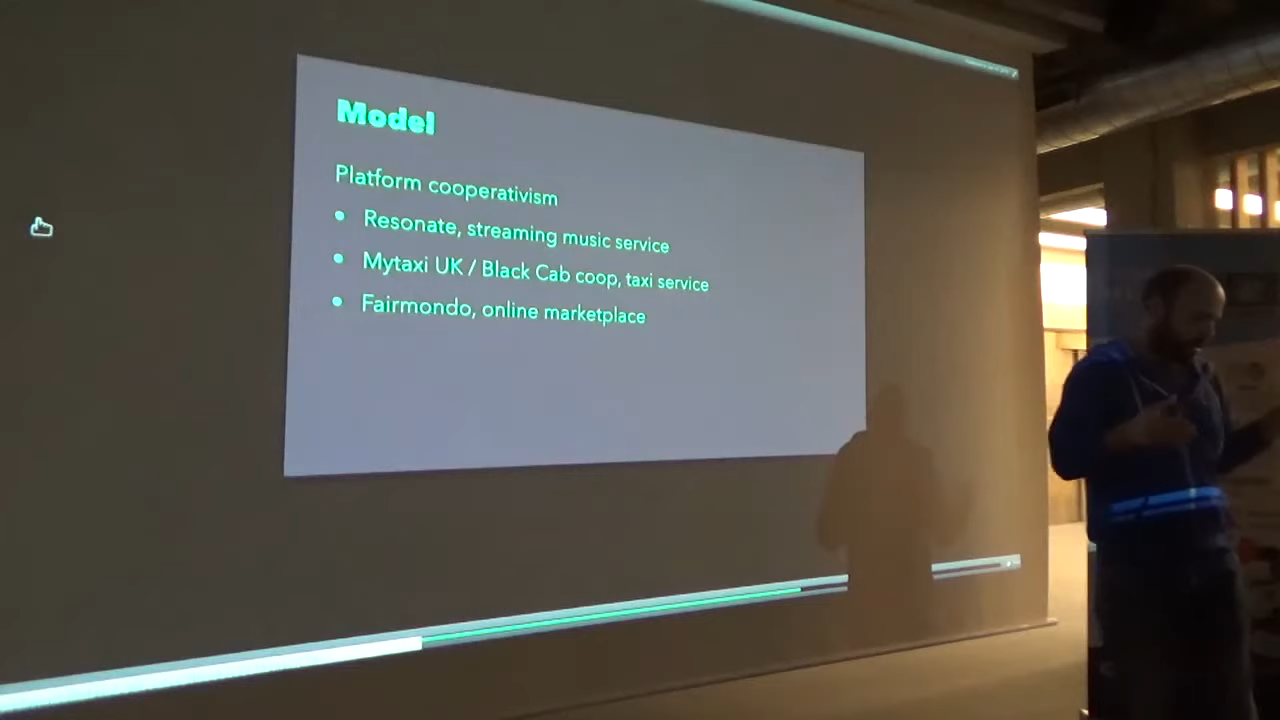 Model
Platform cooperativism
• Resonate, streaming music service
• Mytaxi UK / Black Cab coop, taxi service
• Fairmondo, online marketplace